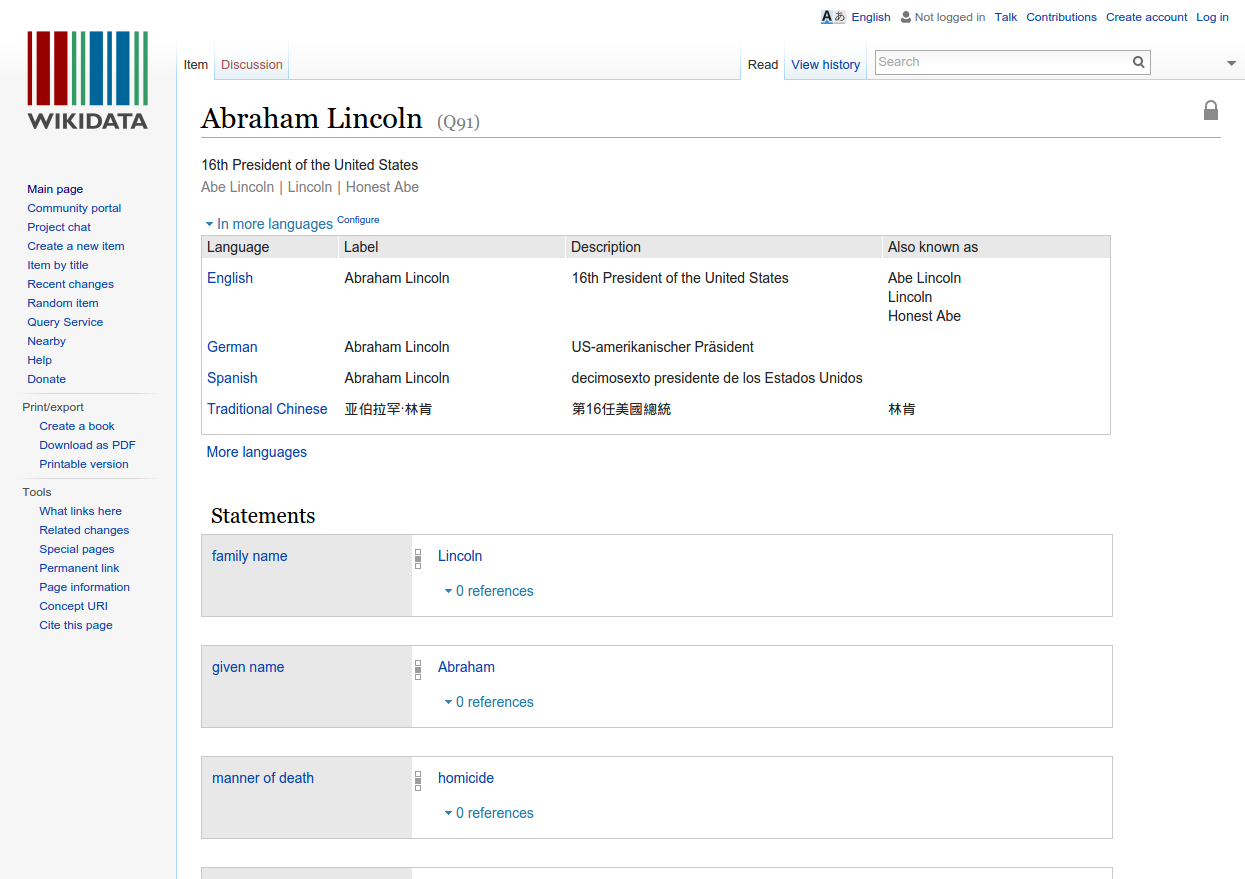 A あ English Not logged in Talk Contributions Create account Log in
WIKIDATA
Item Discussion Read View history Search
Abraham Lincoln (Q91)
16th President of the United States
Abe Lincoln | Lincoln | Honest Abe
In more languages Configure
Language Label Description Also known as
English Abraham Lincoln 16th President of the United States Abe Lincoln
Lincoln
Honest Abe
German Abraham Lincoln US-amerikanischer Präsident
Spanish Abraham Lincoln decimosexto presidente de los Estados Unidos
Traditional Chinese 亚伯拉罕·林肯 第16任美國總統 林肯
More languages
Main page
Community portal
Project chat
Create a new item
Item by title
Recent changes
Random item
Query Service
Nearby
Help
Donate
Print/export
Create a book
Download as PDF
Printable version
Tools
What links here
Related changes
Special pages
Permanent link
Page information
Concept URI
Cite this page
Statements
family name Lincoln
0 references
given name Abraham
0 references
manner of death homicide
0 references